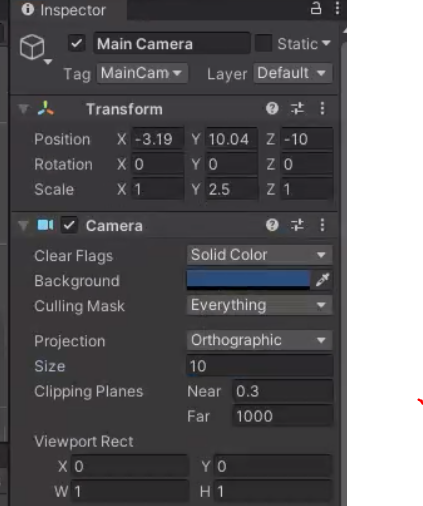 Inspector
Main Camera Static
Tag MainCam Layer Default
Transform
Position X -3.19 Y 10.04 Z -10
Rotation X 0 Y 0 Z 0
Scale X 1 Y 2.5 Z 1
Camera
Clear Flags Solid Color
Background
Culling Mask Everything
Projection Orthographic
Size 10
Clipping Planes Near 0.3
Far 1000
Viewport Rect
X 0 Y 0
W 1 H 1